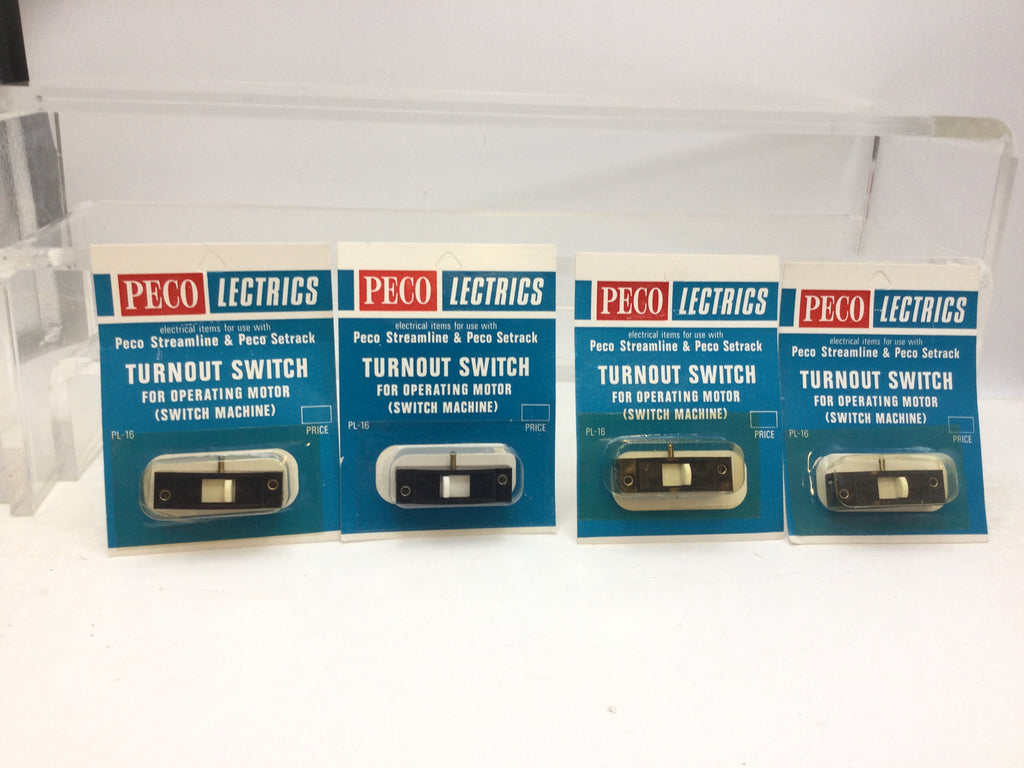 PECO LECTRICS
electrical items for use with
Peco Streamline & Peco Setrack
TURNOUT SWITCH
FOR OPERATING MOTOR
(SWITCH MACHINE)
PL-16
PRICE
PECO LECTRICS
electrical items for use with
Peco Streamline & Peco Setrack
TURNOUT SWITCH
FOR OPERATING MOTOR
(SWITCH MACHINE)
PL-16
PRICE
PECO LECTRICS
electrical items for use with
Peco Streamline & Peco Setrack
TURNOUT SWITCH
FOR OPERATING MOTOR
(SWITCH MACHINE)
PL-16
PRICE
PECO LECTRICS
electrical items for use with
Peco Streamline & Peco Setrack
TURNOUT SWITCH
FOR OPERATING MOTOR
(SWITCH MACHINE)
PL-16
PRICE